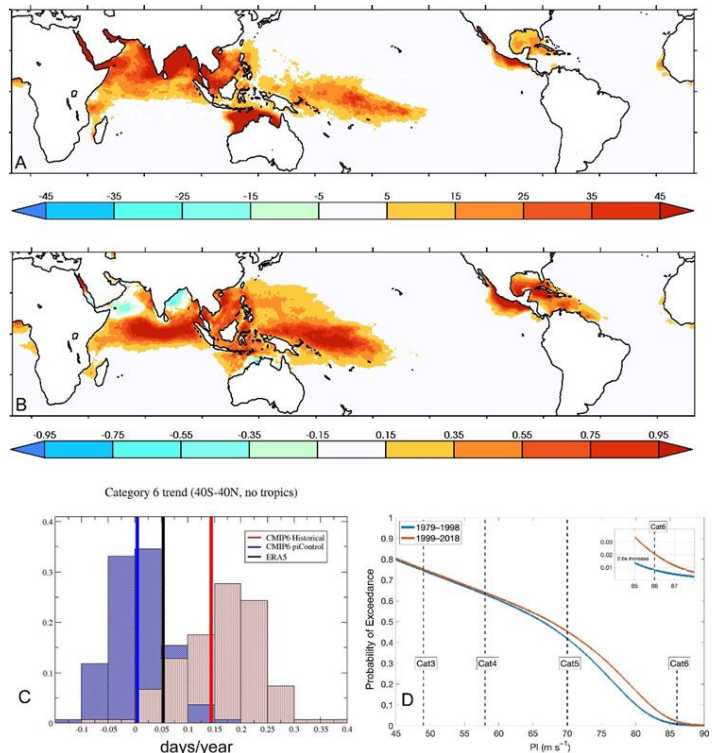 A
-45 -35 -25 -15 -5 5 15 25 35 45
B
-0.95 -0.75 -0.55 -0.35 -0.15 0.15 0.35 0.55 0.75 0.95
Category 6 trend (40S-40N, no tropics)
0.4
0.3
0.2
0.1
0
-0.1 -0.05 0 0.05 0.1 0.15 0.2 0.25 0.3 0.35 0.4
days/year
CMIP6 Historical
CMIP6 piControl
ERA5
C
Probability of Exceedance
1
0.9
0.8
0.7
0.6
0.5
0.4
0.3
0.2
0.1
0
45 50 55 60 65 70 75 80 85 90
PI (m s⁻¹)
1979–1998
1999–2018
Cat6
0.03
0.02
0.01
2.6x increase
85 86 87
Cat3 Cat4 Cat5 Cat6
D